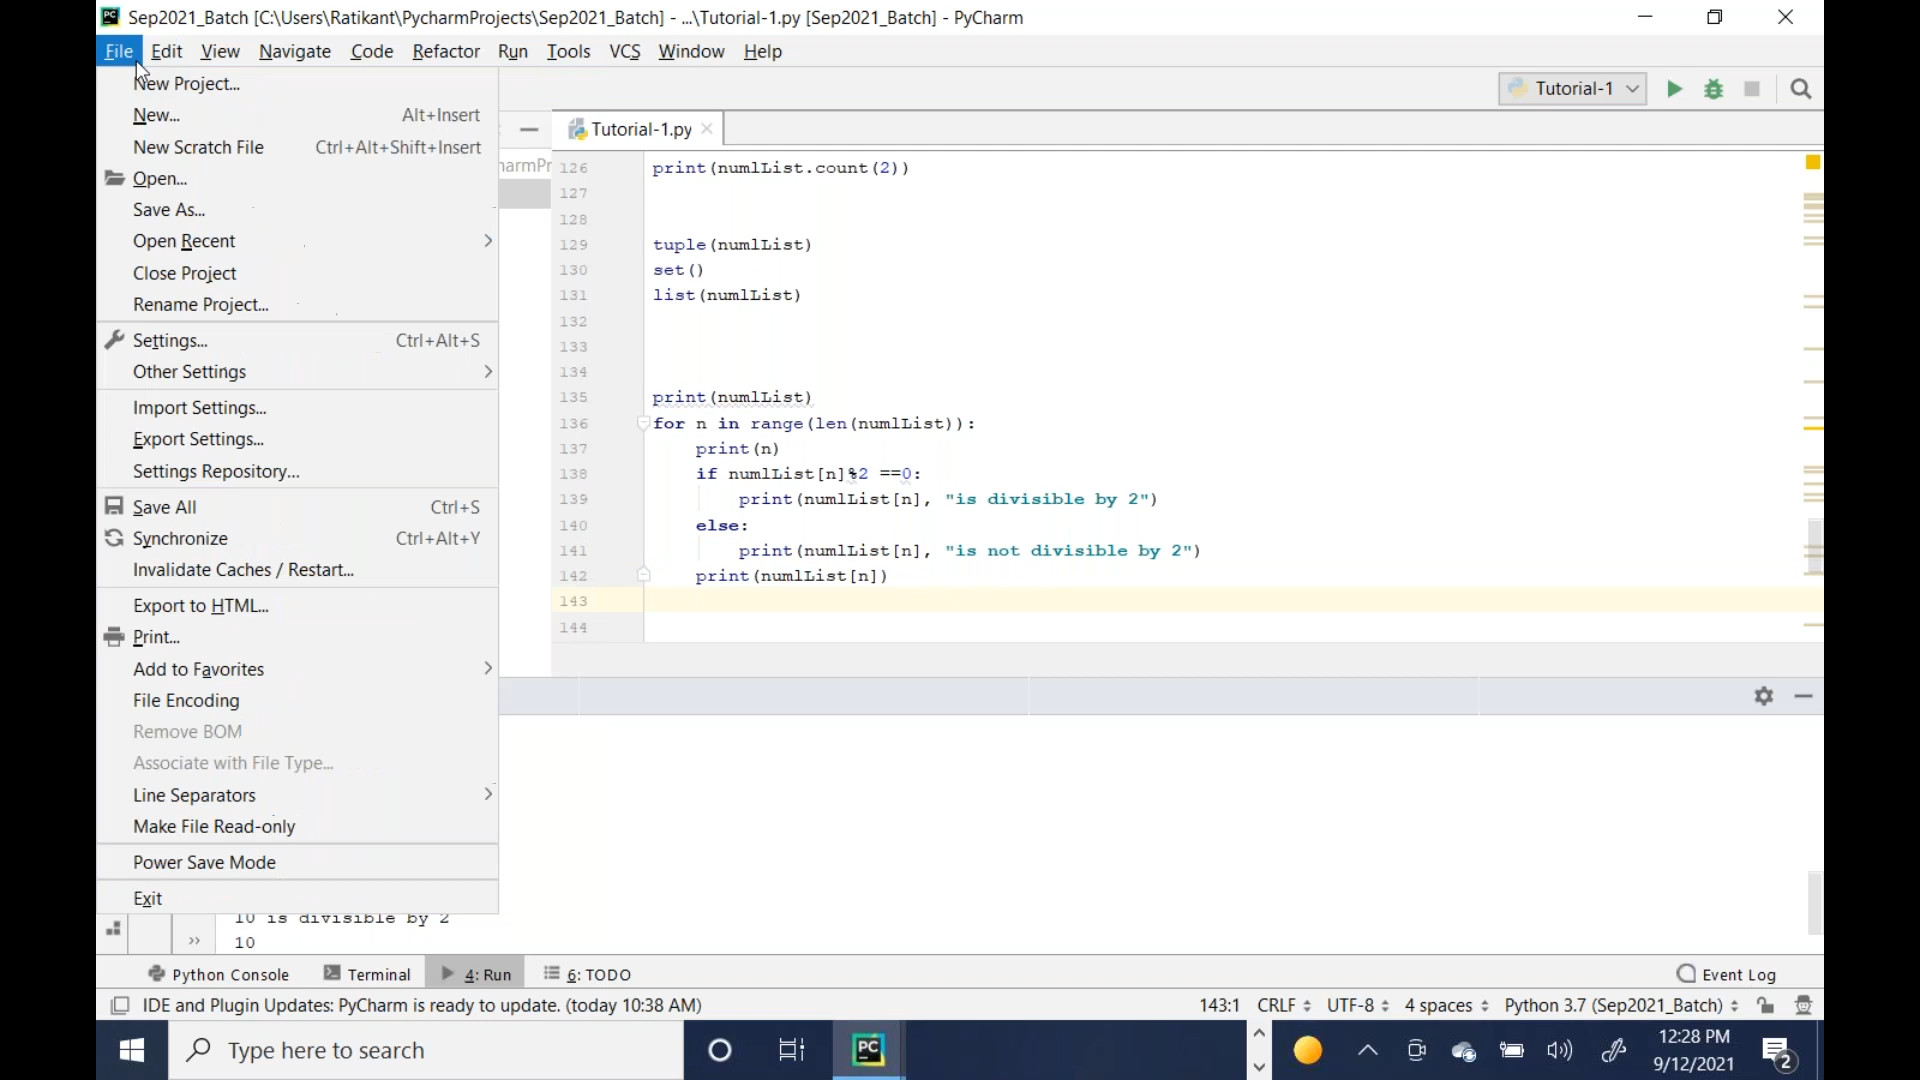 Sep2021_Batch [C:\Users\Ratikant\PycharmProjects\Sep2021_Batch] - ...\Tutorial-1.py [Sep2021_Batch] - PyCharm
File Edit View Navigate Code Refactor Run Tools VCS Window Help
New Project...
New... Alt+Insert
New Scratch File Ctrl+Alt+Shift+Insert
Open...
Save As...
Open Recent
Close Project
Rename Project...
Settings... Ctrl+Alt+S
Other Settings
Import Settings...
Export Settings...
Settings Repository...
Save All Ctrl+S
Synchronize Ctrl+Alt+Y
Invalidate Caches / Restart...
Export to HTML...
Print...
Add to Favorites
File Encoding
Remove BOM
Associate with File Type...
Line Separators
Make File Read-only
Power Save Mode
Exit
Tutorial-1
Tutorial-1.py
126 print(numlList.count(2))
127
128
129 tuple(numlList)
130 set()
131 list(numlList)
132
133
134
135 print(numlList)
136 for n in range(len(numlList)):
137 print(n)
138 if numlList[n]%2 ==0:
139 print(numlList[n], "is divisible by 2")
140 else:
141 print(numlList[n], "is not divisible by 2")
142 print(numlList[n])
143
144
10 is divisible by 2
10
Python Console Terminal 4: Run 6: TODO Event Log
IDE and Plugin Updates: PyCharm is ready to update. (today 10:38 AM) 143:1 CRLF UTF-8 4 spaces Python 3.7 (Sep2021_Batch)
Type here to search
12:28 PM
9/12/2021
2